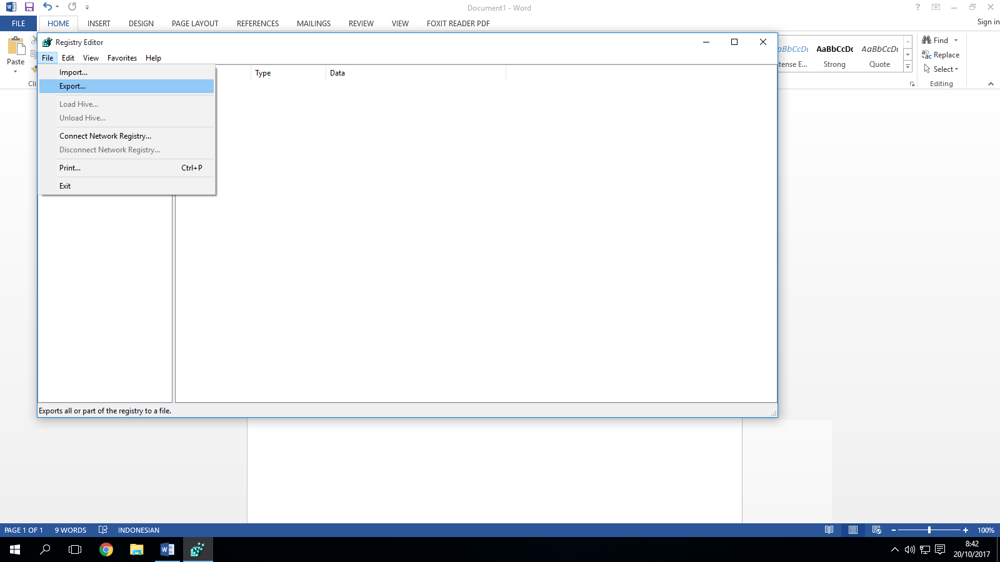 Document1 - Word
FILE HOME INSERT DESIGN PAGE LAYOUT REFERENCES MAILINGS REVIEW VIEW FOXIT READER PDF Sign in
Registry Editor
File Edit View Favorites Help
Import...
Export...
Load Hive...
Unload Hive...
Connect Network Registry...
Disconnect Network Registry...
Print... Ctrl+P
Exit
Type Data
Exports all or part of the registry to a file.
Paste
AaBbCcDc AaBbCcDc
Strong Quote
Find
Replace
Select
Editing
PAGE 1 OF 1 9 WORDS INDONESIAN 100%
8:42
20/10/2017